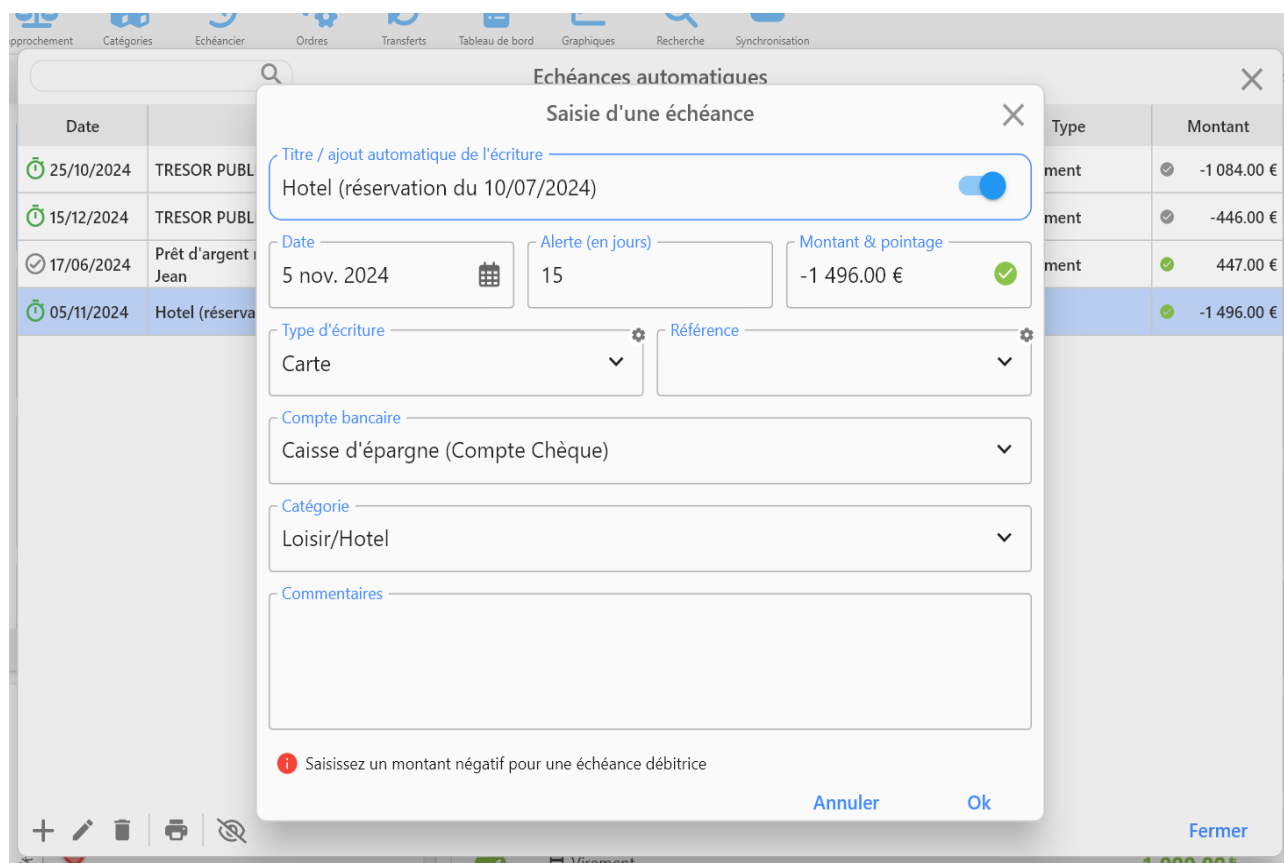 pprochement Catégories Echéancier Ordres Transferts Tableau de bord Graphiques Recherche Synchronisation
Echéances automatiques
Date Type Montant
25/10/2024 TRESOR PUBL ment -1 084.00 €
15/12/2024 TRESOR PUBL ment -446.00 €
17/06/2024 Prêt d'argent Jean ment 447.00 €
05/11/2024 Hotel (réserva -1 496.00 €
Saisie d'une échéance
Titre / ajout automatique de l'écriture
Hotel (réservation du 10/07/2024)
Date Alerte (en jours) Montant & pointage
5 nov. 2024 15 -1 496.00 €
Type d'écriture Référence
Carte
Compte bancaire
Caisse d'épargne (Compte Chèque)
Catégorie
Loisir/Hotel
Commentaires
Saisissez un montant négatif pour une échéance débitrice
Annuler Ok
Fermer
Virement